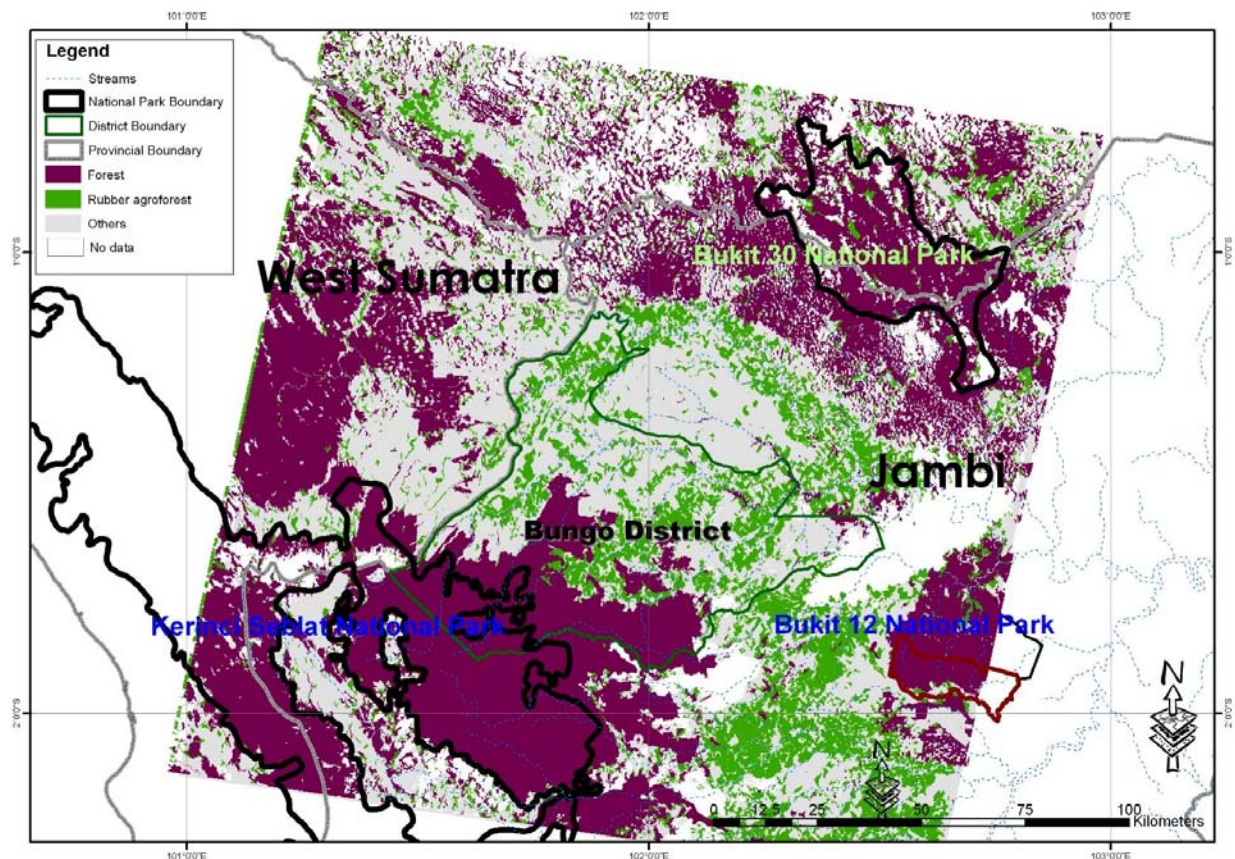 101°0'0"E
102°0'0"E
103°0'0"E
Legend
Streams
National Park Boundary
District Boundary
Provincial Boundary
Forest
Rubber agroforest
Others
No data
1°0'0"S
1°0'0"S
Bukit 30 National Park
West Sumatra
Jambi
Bungo District
Kerinci Seblat National Park
Bukit 12 National Park
N
2°0'0"S
2°0'0"S
N
0 12.5 25 50 75 100
Kilometers
101°0'0"E
102°0'0"E
103°0'0"E